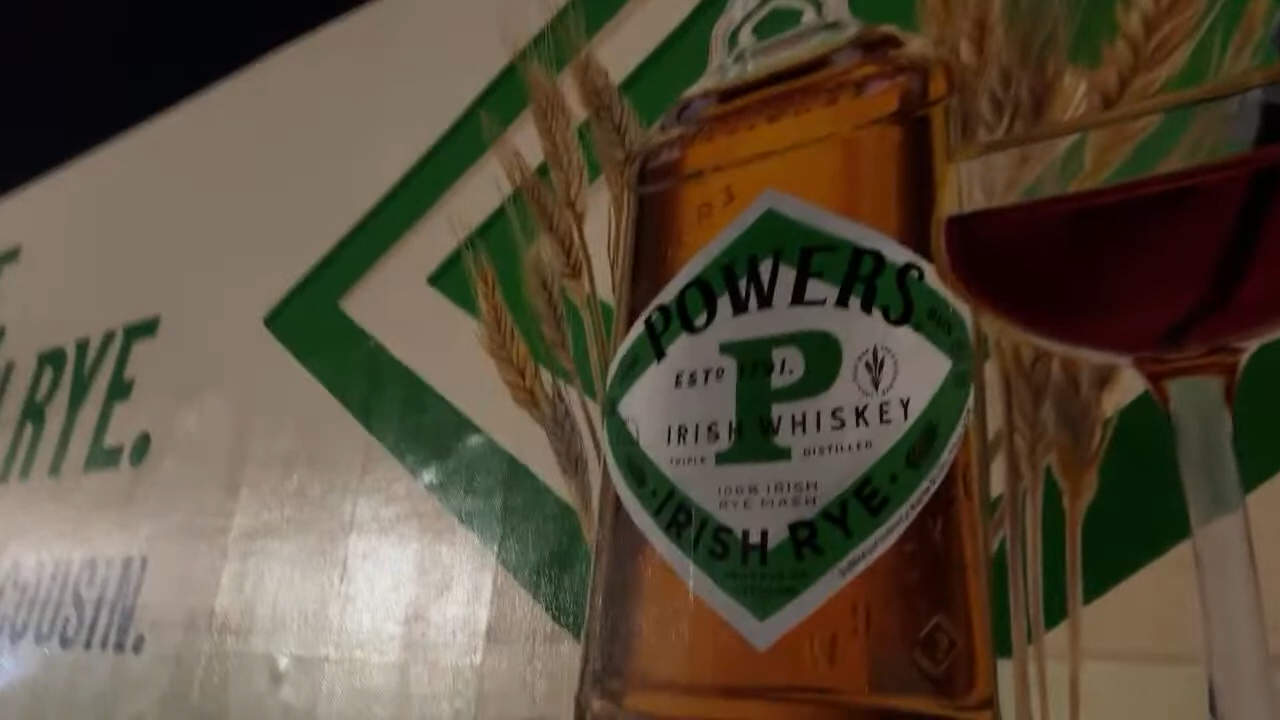 RYE.
COUSIN.
POWERS
P
ESTD 1791.
IRISH WHISKEY
TRIPLE DISTILLED
100% IRISH
RYE MASH
· IRISH RYE ·